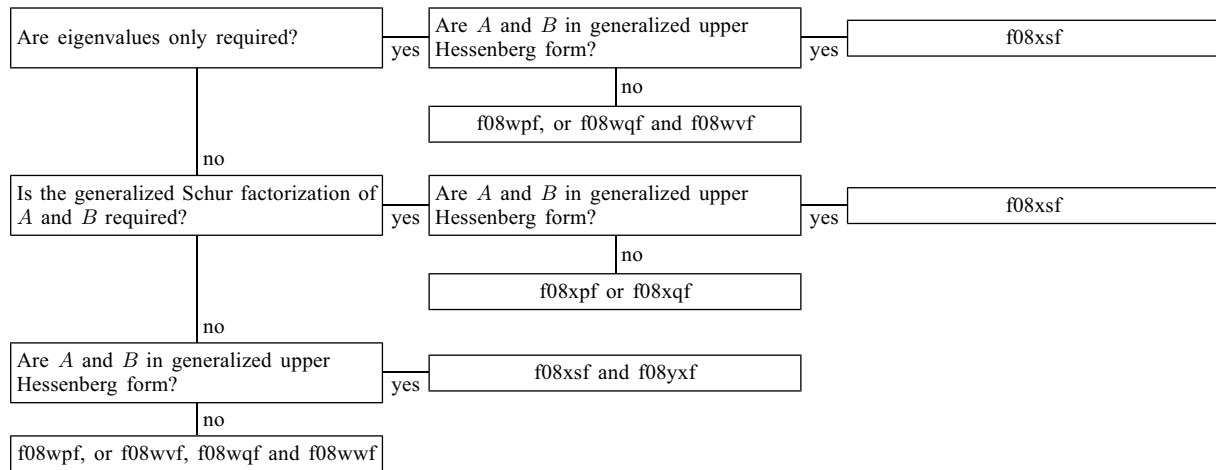 Are eigenvalues only required?
yes
Are A and B in generalized upper
Hessenberg form?
yes
f08xsf
no
f08wpf, or f08wqf and f08wvf
no
Is the generalized Schur factorization of
A and B required?
yes
Are A and B in generalized upper
Hessenberg form?
yes
f08xsf
no
f08xpf or f08xqf
no
Are A and B in generalized upper
Hessenberg form?
yes
f08xsf and f08yxf
no
f08wpf, or f08wvf, f08wqf and f08wwf